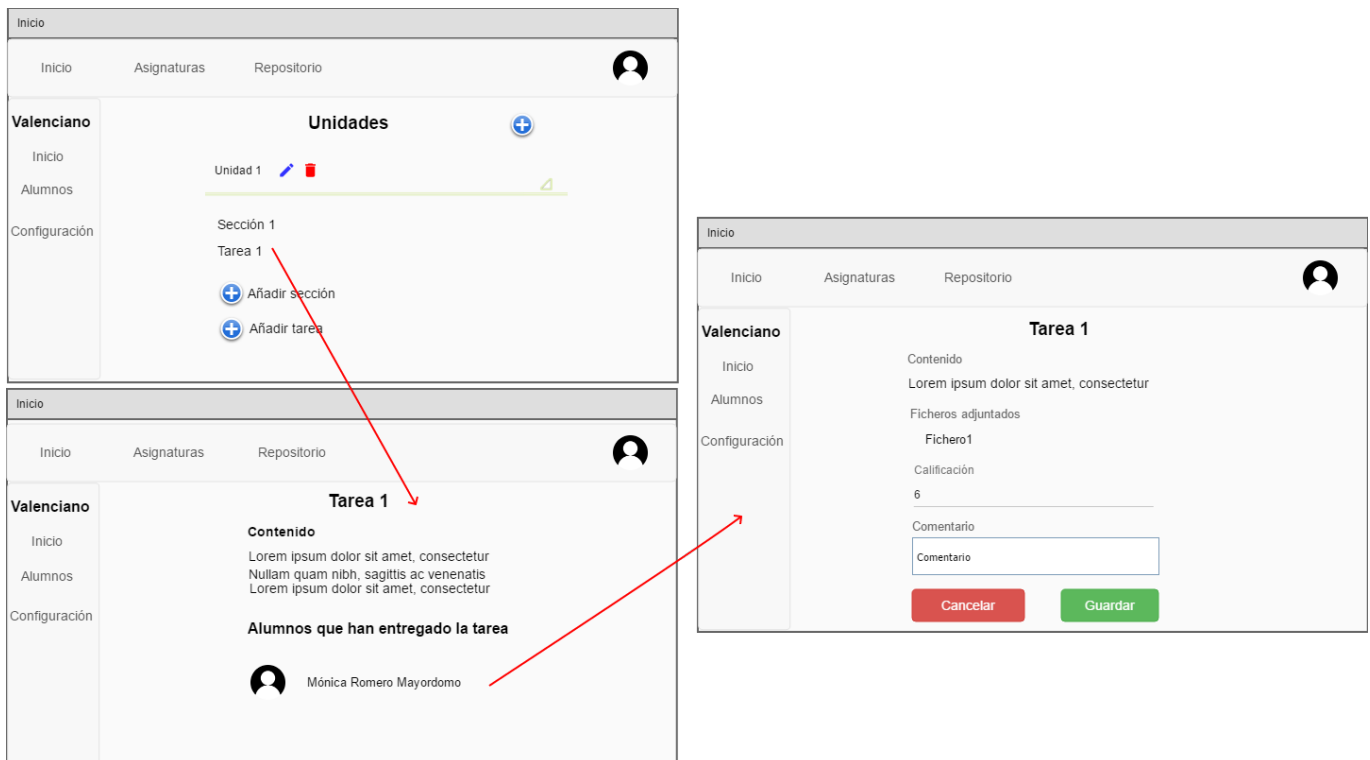 Inicio
Inicio Asignaturas Repositorio
Valenciano
Inicio
Alumnos
Configuración
Unidades
Unidad 1
Sección 1
Tarea 1
Añadir sección
Añadir tarea
Inicio
Inicio Asignaturas Repositorio
Valenciano
Inicio
Alumnos
Configuración
Tarea 1
Contenido
Lorem ipsum dolor sit amet, consectetur
Nullam quam nibh, sagittis ac venenatis
Lorem ipsum dolor sit amet, consectetur
Alumnos que han entregado la tarea
Mónica Romero Mayordomo
Inicio
Inicio Asignaturas Repositorio
Valenciano
Inicio
Alumnos
Configuración
Tarea 1
Contenido
Lorem ipsum dolor sit amet, consectetur
Ficheros adjuntados
Fichero1
Calificación
6
Comentario
Comentario
Cancelar Guardar